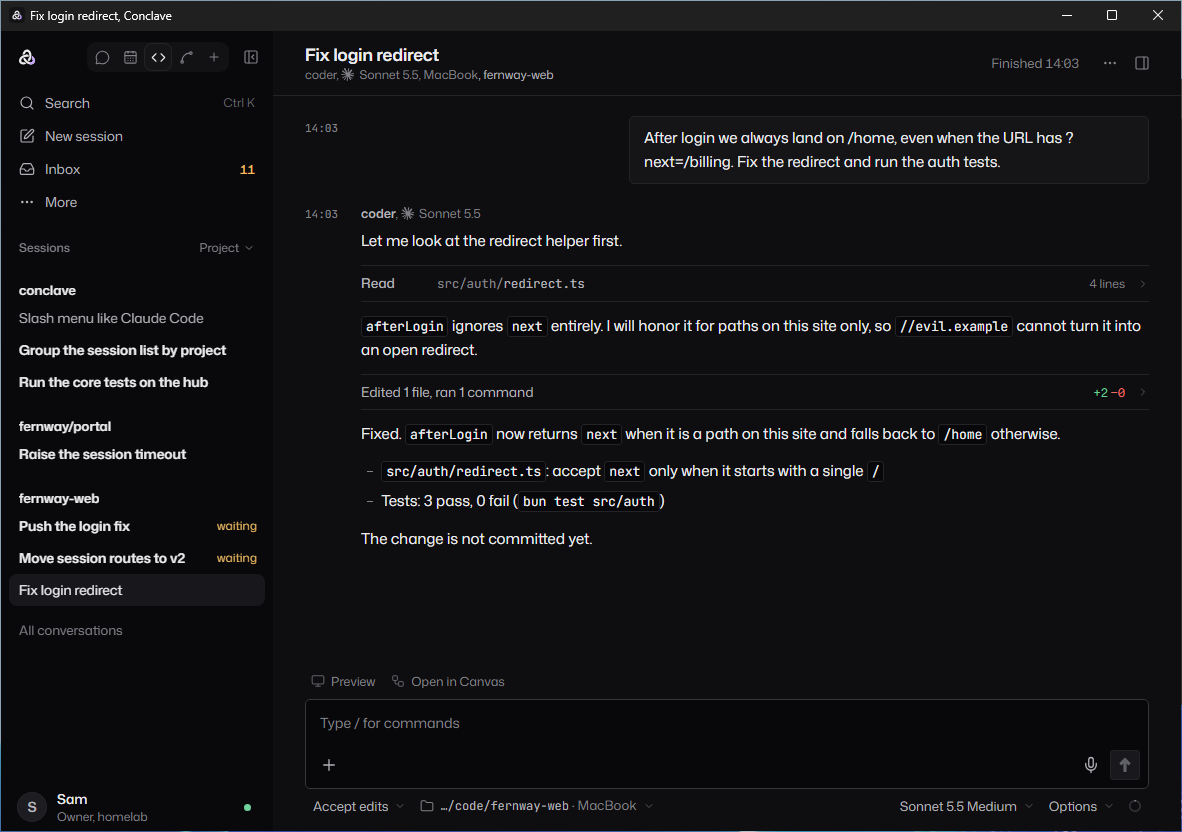 Fix login redirect, Conclave
Search Ctrl K
New session
Inbox 11
More
Sessions Project
conclave
Slash menu like Claude Code
Group the session list by project
Run the core tests on the hub
fernway/portal
Raise the session timeout
fernway-web
Push the login fix waiting
Move session routes to v2 waiting
Fix login redirect
All conversations
S
Sam
Owner, homelab
Fix login redirect
coder, Sonnet 5.5, MacBook, fernway-web
Finished 14:03
14:03
After login we always land on /home, even when the URL has ?
next=/billing. Fix the redirect and run the auth tests.
14:03 coder, Sonnet 5.5
Let me look at the redirect helper first.
Read src/auth/redirect.ts 4 lines
afterLogin ignores next entirely. I will honor it for paths on this site only, so //evil.example cannot turn it into
an open redirect.
Edited 1 file, ran 1 command +2 −0
Fixed. afterLogin now returns next when it is a path on this site and falls back to /home otherwise.
– src/auth/redirect.ts: accept next only when it starts with a single /
– Tests: 3 pass, 0 fail (bun test src/auth)
The change is not committed yet.
Preview Open in Canvas
Type / for commands
Accept edits …/code/fernway-web · MacBook Sonnet 5.5 Medium Options